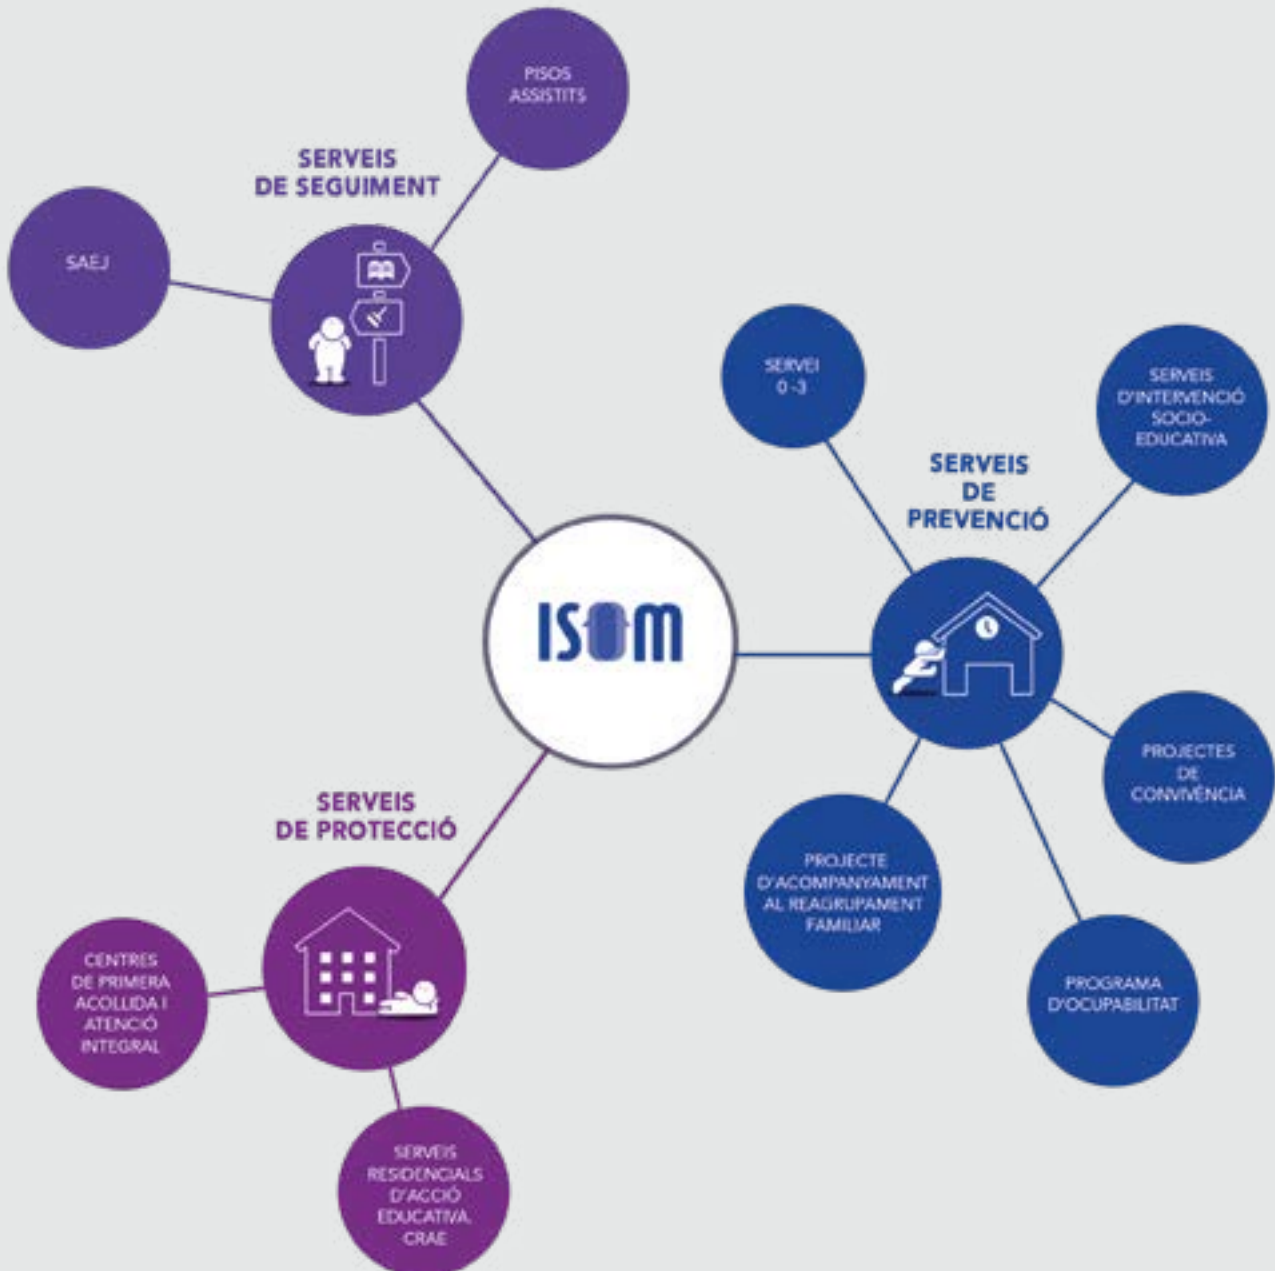 PISOS
ASSISTITS
SERVEIS
DE SEGUIMENT
SAEJ
SERVEI
0 -3
SERVEIS
D'INTERVENCIÓ
SOCIO-
EDUCATIVA
SERVEIS
DE
PREVENCIÓ
ISOM
PROJECTES
DE
CONVIVÈNCIA
SERVEIS
DE PROTECCIÓ
PROJECTE
D'ACOMPANYAMENT
AL REAGRUPAMENT
FAMILIAR
CENTRES
DE PRIMERA
ACOLLIDA I
ATENCIÓ
INTEGRAL
PROGRAMA
D'OCUPABILITAT
SERVEIS
RESIDENCIALS
D'ACCIÓ
EDUCATIVA.
CRAE